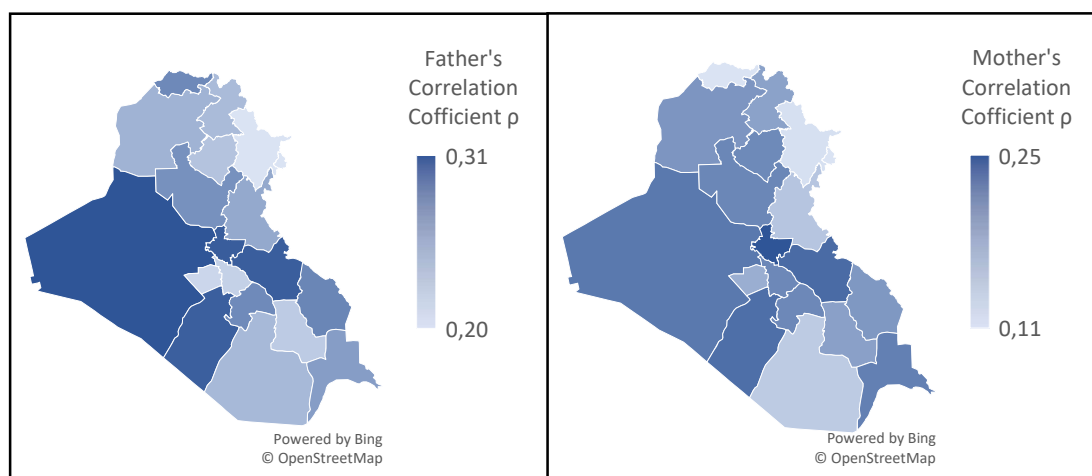 Father's
Correlation
Cofficient ρ
0,31
0,20
Powered by Bing
© OpenStreetMap
Mother's
Correlation
Cofficient ρ
0,25
0,11
Powered by Bing
© OpenStreetMap